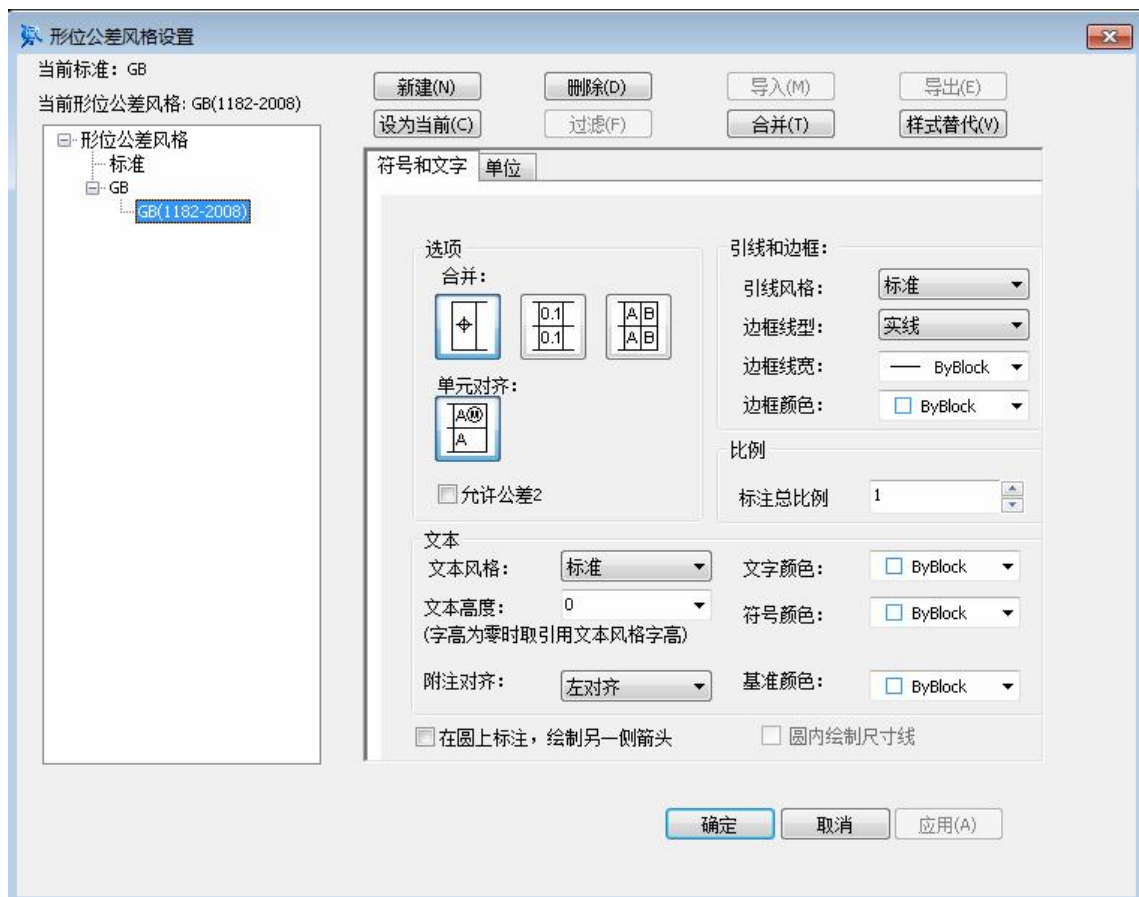 形位公差风格设置
当前标准：GB
当前形位公差风格: GB(1182-2008)
新建(N) 删除(D) 导入(M) 导出(E)
设为当前(C) 过滤(F) 合并(T) 样式替代(V)
形位公差风格
标准
GB
GB(1182-2008)
符号和文字 单位
选项
合并：
0.1
0.1
A B
A B
单元对齐：
AⓂ
A
允许公差2
引线和边框：
引线风格： 标准
边框线型： 实线
边框线宽： ByBlock
边框颜色： ByBlock
比例
标注总比例 1
文本
文本风格： 标准 文字颜色： ByBlock
文本高度： 0 符号颜色： ByBlock
(字高为零时取引用文本风格字高)
附注对齐： 左对齐 基准颜色： ByBlock
在圆上标注，绘制另一侧箭头 圆内绘制尺寸线
确定 取消 应用(A)